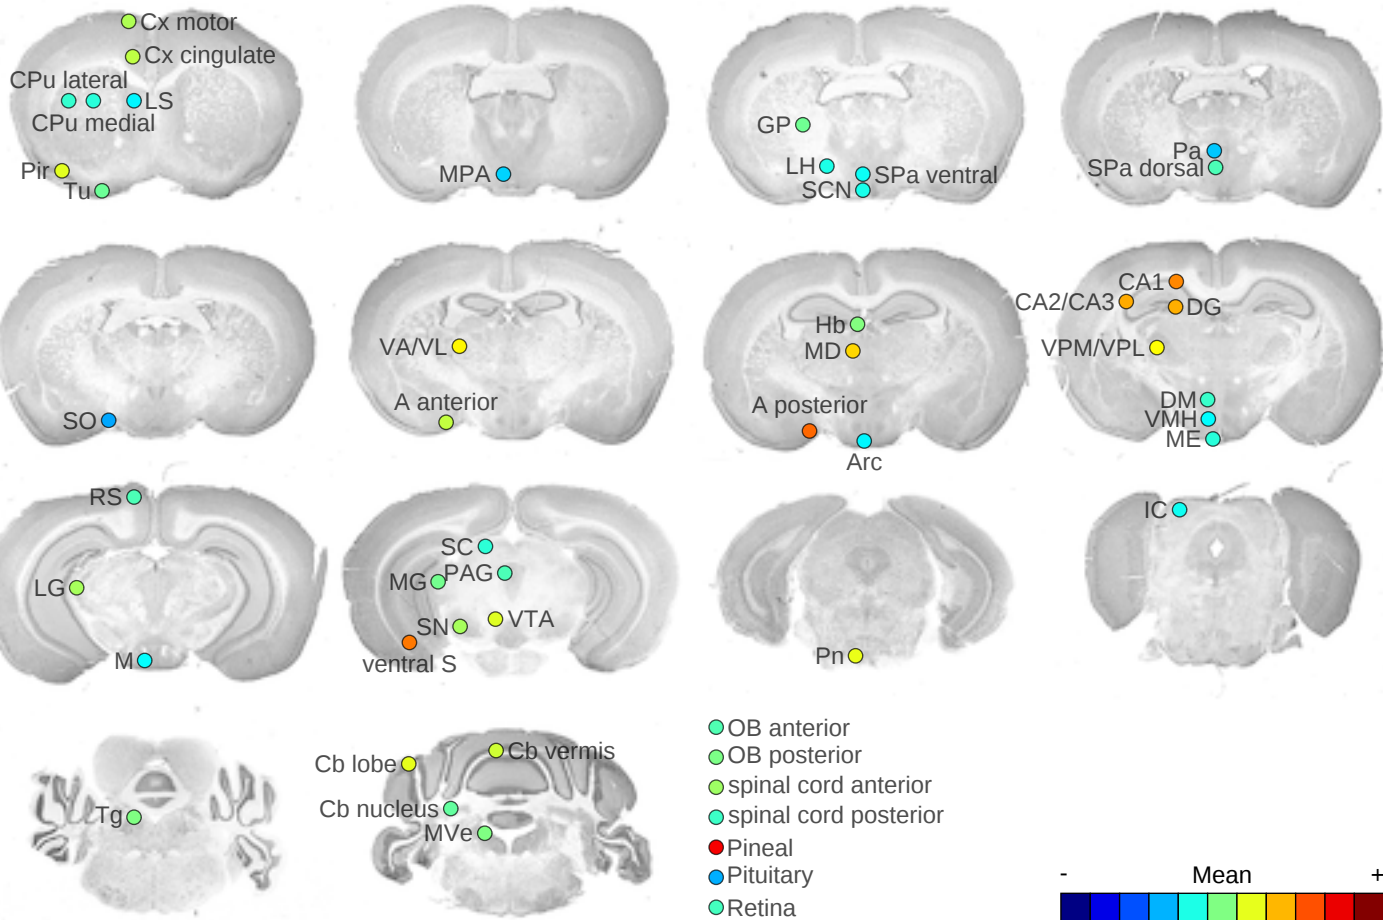 Cx motor
Cx cingulate
CPu lateral
LS
CPu medial
Pir
Tu
MPA
GP
LH
SPa ventral
SCN
Pa
SPa dorsal
SO
VA/VL
A anterior
Hb
MD
A posterior
Arc
CA1
CA2/CA3
DG
VPM/VPL
DM
VMH
ME
RS
LG
M
SC
PAG
MG
VTA
SN
ventral S
Pn
IC
Tg
Cb vermis
Cb lobe
Cb nucleus
MVe
OB anterior
OB posterior
spinal cord anterior
spinal cord posterior
Pineal
Pituitary
Retina
- Mean +